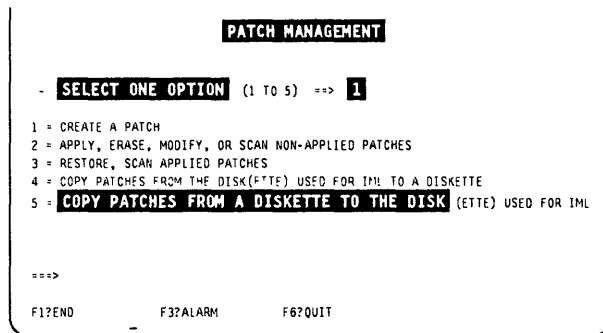 PATCH MANAGEMENT
- SELECT ONE OPTION (1 TO 5) ==> 1
1 = CREATE A PATCH
2 = APPLY, ERASE, MODIFY, OR SCAN NON-APPLIED PATCHES
3 = RESTORE, SCAN APPLIED PATCHES
4 = COPY PATCHES FROM THE DISK(ETTE) USED FOR IML TO A DISKETTE
5 = COPY PATCHES FROM A DISKETTE TO THE DISK (ETTE) USED FOR IML
===>
F1?END F3?ALARM F6?QUIT